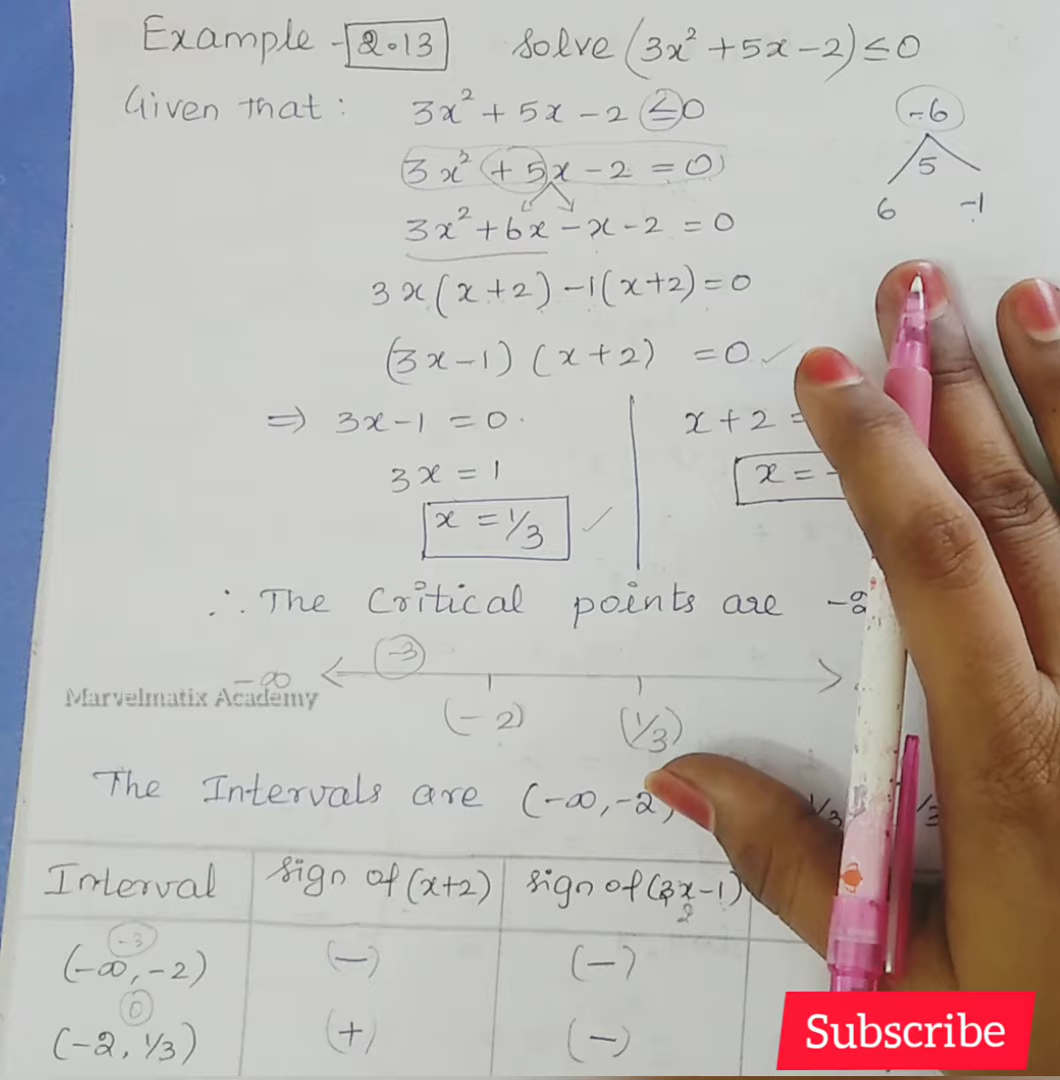 Example - 2.13 Solve (3x² + 5x - 2) ≤ 0
Given that : 3x² + 5x - 2 ≤ 0
-6
3x² + 5x - 2 = 0
5
6 -1
3x² + 6x - x - 2 = 0
3x(x+2) -1(x+2) = 0
(3x-1) (x+2) = 0 ✓
⇒ 3x - 1 = 0. x + 2 =
3x = 1 x = -
x = 1/3 ✓
∴ The Critical points are -2
-3
-∞
Marvelmatix Academy
(-2) (1/3)
The Intervals are (-∞, -2, 1/3
Interval Sign of (x+2) Sign of (3x-1)
-3
(-∞, -2) (-) (-)
0
(-2, 1/3) (+) (-)
Subscribe